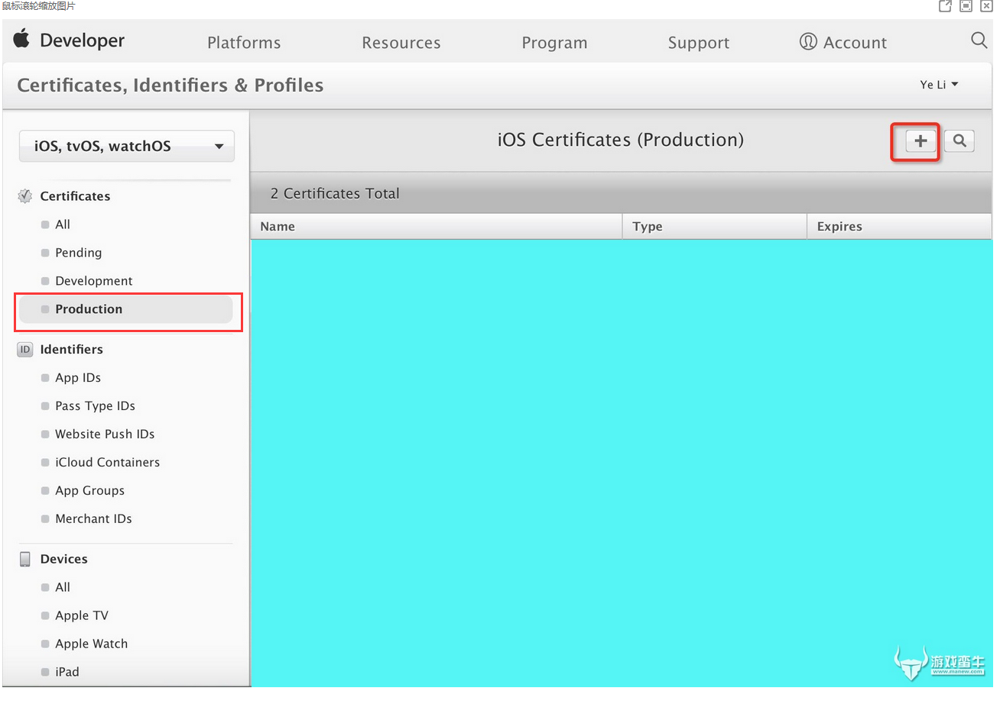 鼠标滚轮缩放图片
Developer
Platforms
Resources
Program
Support
Account
Certificates, Identifiers & Profiles
Ye Li
iOS, tvOS, watchOS
iOS Certificates (Production)
2 Certificates Total
Name
Type
Expires
Certificates
All
Pending
Development
Production
ID
Identifiers
App IDs
Pass Type IDs
Website Push IDs
iCloud Containers
App Groups
Merchant IDs
Devices
All
Apple TV
Apple Watch
iPad
游戏蛮牛
www.manew.com